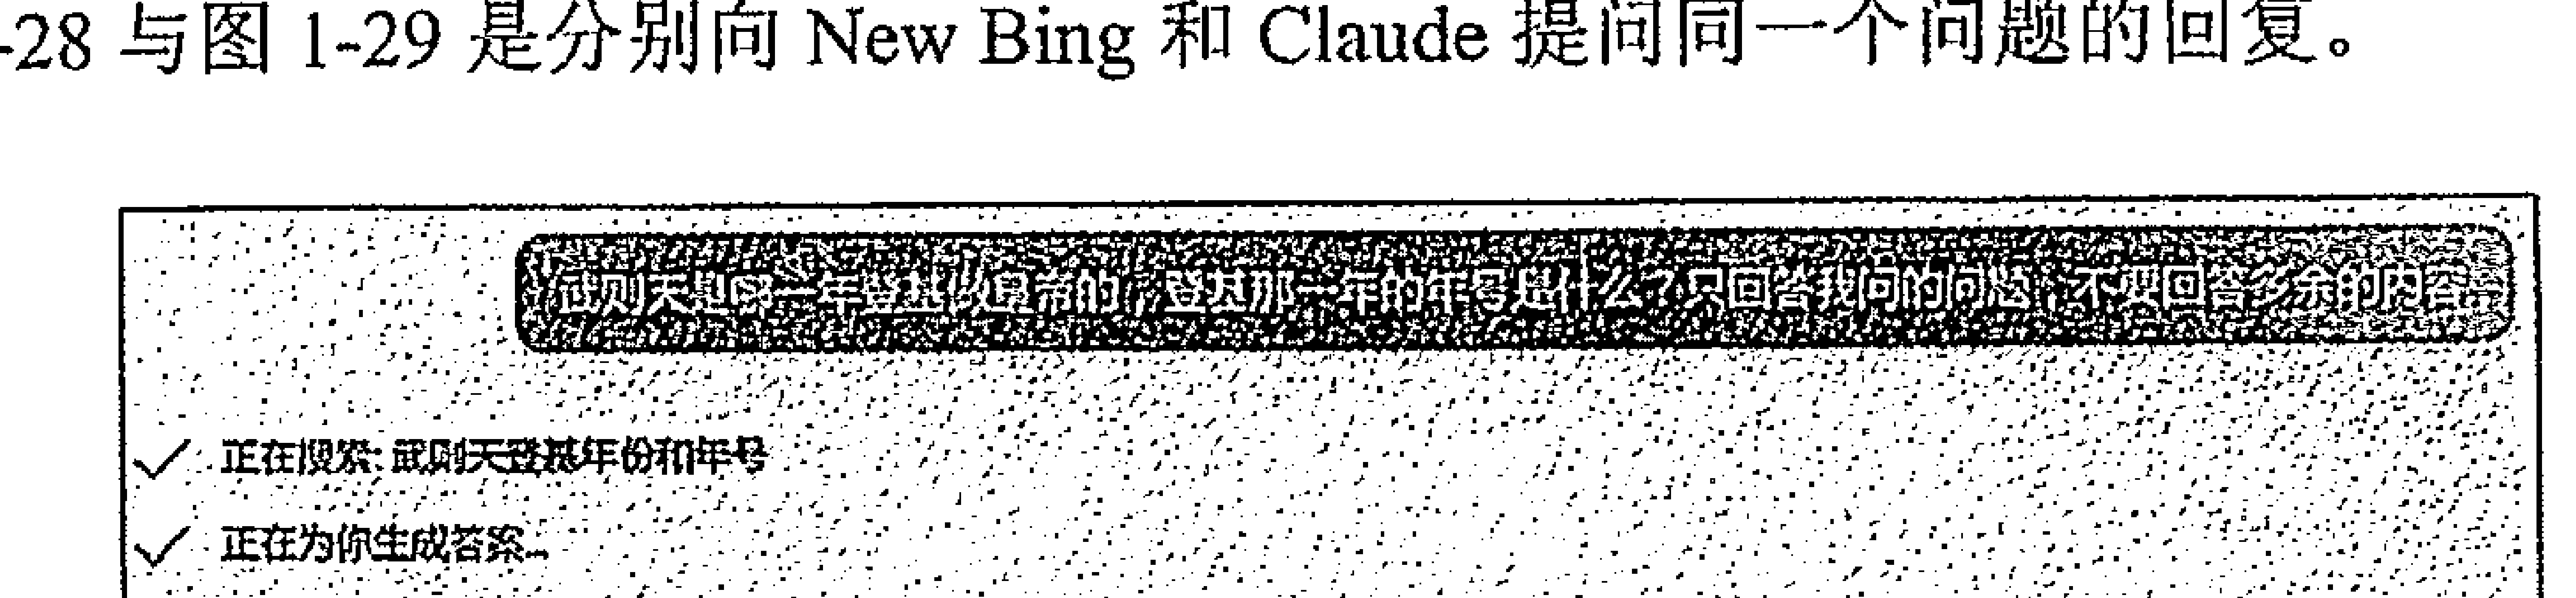 -28 与图 1-29 是分别向 New Bing 和 Claude 提问同一个问题的回复。
武则天是哪一年登基做皇帝的，登基那一年的年号是什么？只回答我问的问题，不要回答多余的内容
正在搜索: 武则天登基年份和年号
正在为你生成答案...